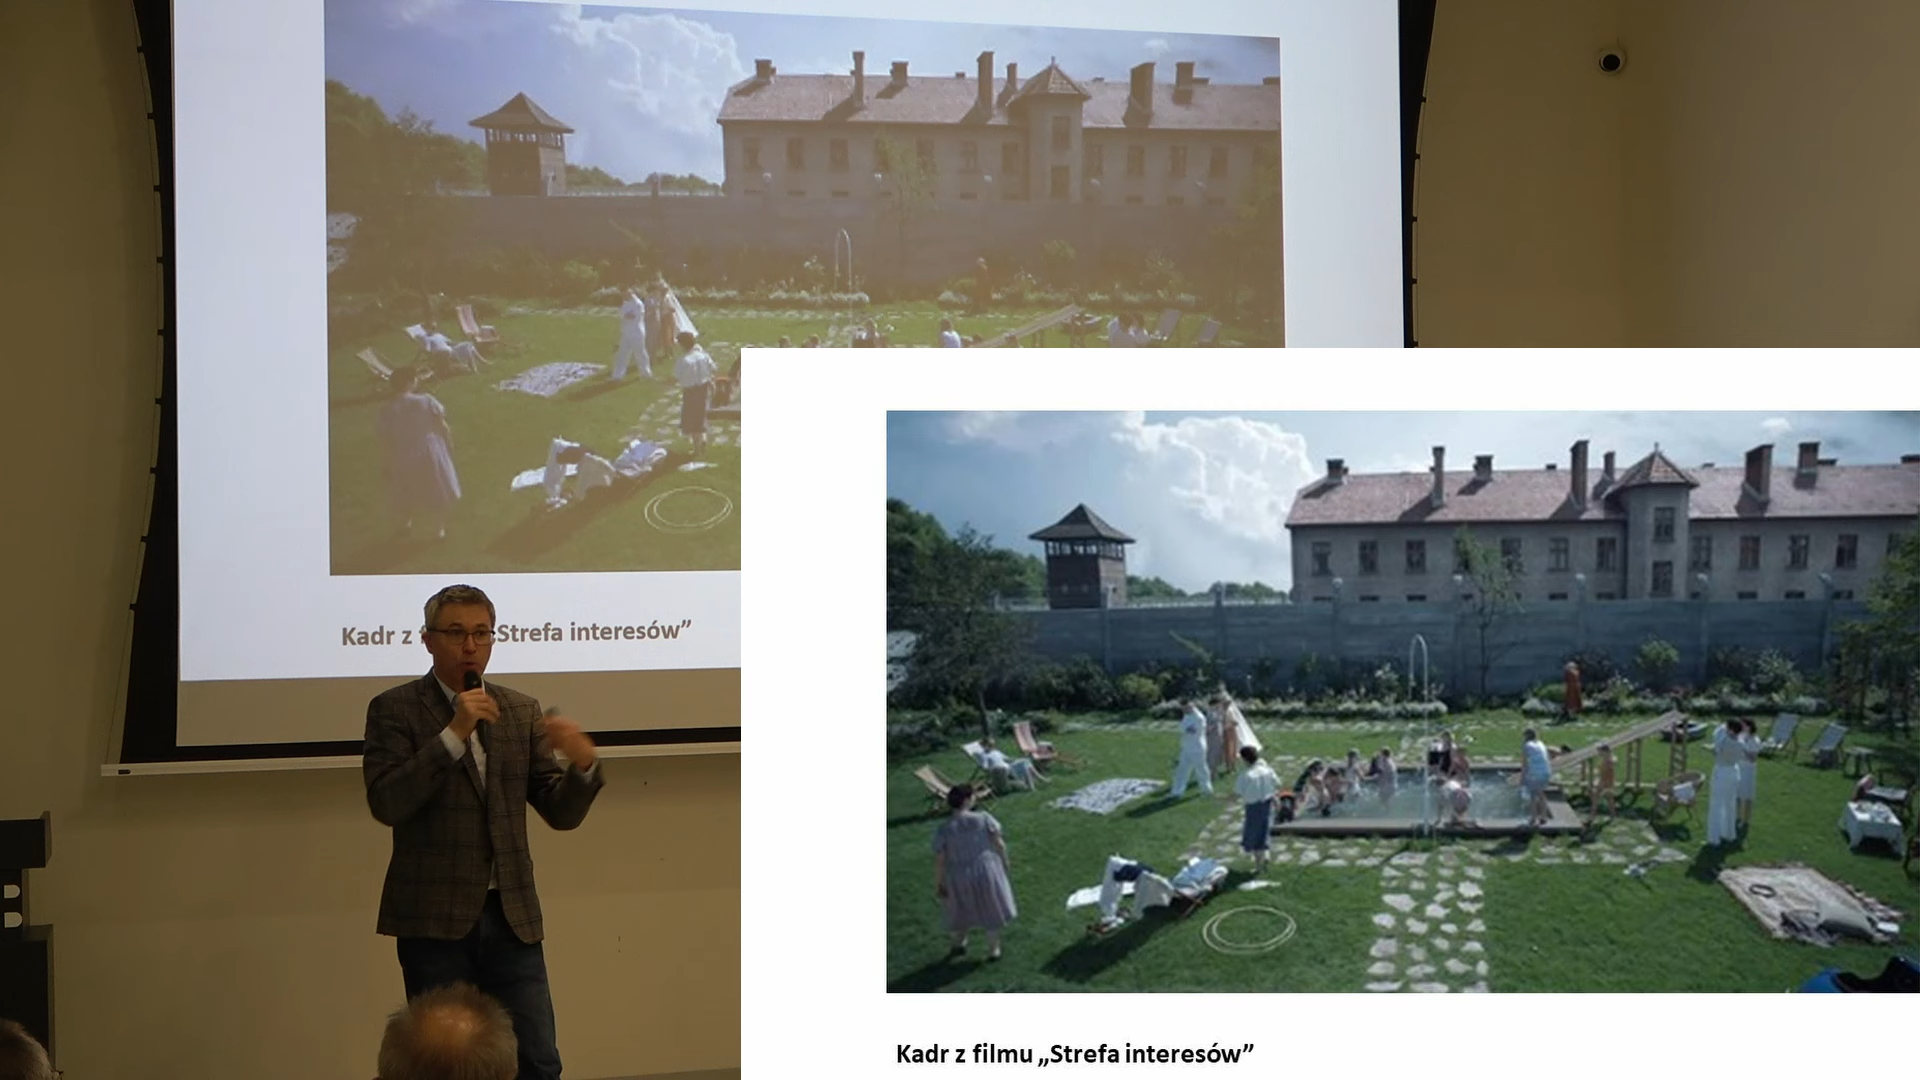 Kadr z f „Strefa interesów”
Kadr z filmu „Strefa interesów”